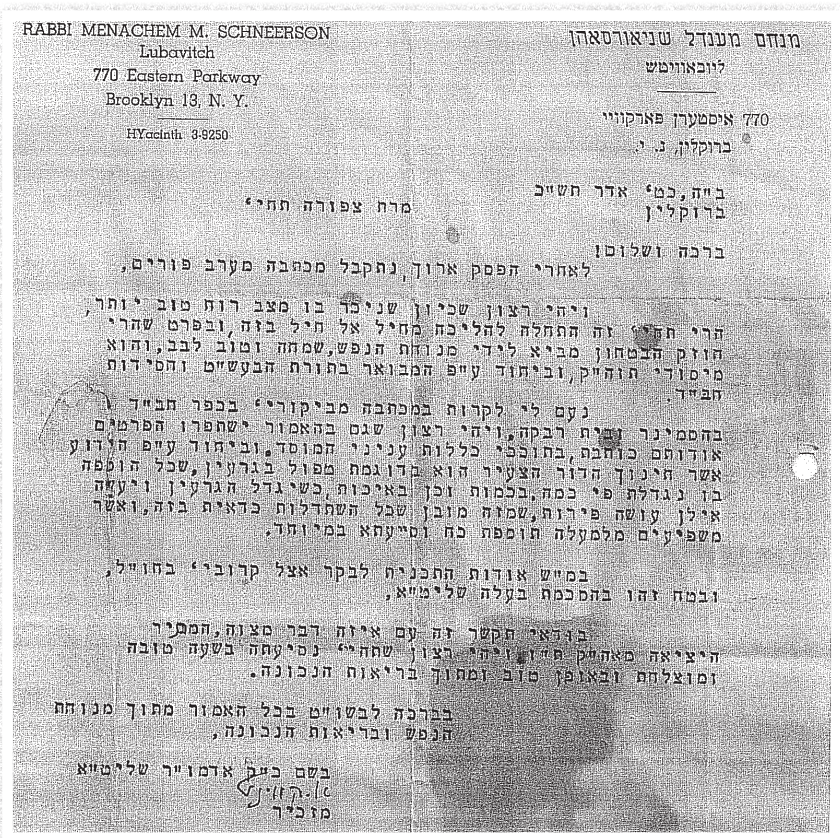 RABBI MENACHEM M. SCHNEERSON
Lubavitch
770 Eastern Parkway
Brooklyn 13, N. Y.
HYacinth 3-9250
מנחם מענדל שניאורסאהן
ליובאוויטש
770 איסטערן פארקוויי
ברוקלין, נ. י.
ב"ה, כט' אדר תש"כ
ברוקלין
מרת צפורה תחי'
ברכה ושלום!
לאחרי הפסק ארוך, נתקבל מכתבה מערב פורים,
ויהי רצון שכיון שניכר בו מצב רוח טוב יותר,
הרי תהי' זה התחלה להליכה מחיל אל חיל בזה, ובפרט שהרי
חוזק הבטחון מביא לידי מנוחת הנפש, שמחה וטוב לבב, והוא
מיסודי תוה"ק, וביחוד ע"פ המבואר בתורת הבעש"ט וחסידות
חב"ד.
נעם לי לקרות במכתבה מביקורי' בכפר חב"ד
בהסמינר ובית רבקה, ויהי רצון שגם בהאמור ישתפרו הפרטים
אודותם כותבת, בתוככי כללות עניני המוסד, וביחוד ע"פ הידוע
אשר חינוך הדור הצעיר הוא בדוגמת טפול בגרעין, שכל הוספה
בו נגדלת פי כמה, בכמות וכן באיכות, כשיגדל הגרעין ויעשה
אילן עושה פירות, שמזה מובן שכל השתדלות כדאית בזה, ואשר
משפיעים מלמעלה תוספת כח וסייעתא במיוחד.
במ"ש אודות התכנית לבקר אצל קרובי' בחו"ל,
ובטח זהו בהסכמת בעלה שליט"א,
בודאי תקשר זה עם איזה דבר מצוה, המתיר
היציאה מאה"ק ת"ו, ויהי רצון שתהי' נסיעתה בשעה טובה
ומוצלחת ובאופן טוב ומתוך בריאות הנכונה.
בברכה לבשו"ט בכל האמור מתוך מנוחת
הנפש ובריאות הנכונה,
בשם כ"ק אדמו"ר שליט"א
מזכיר